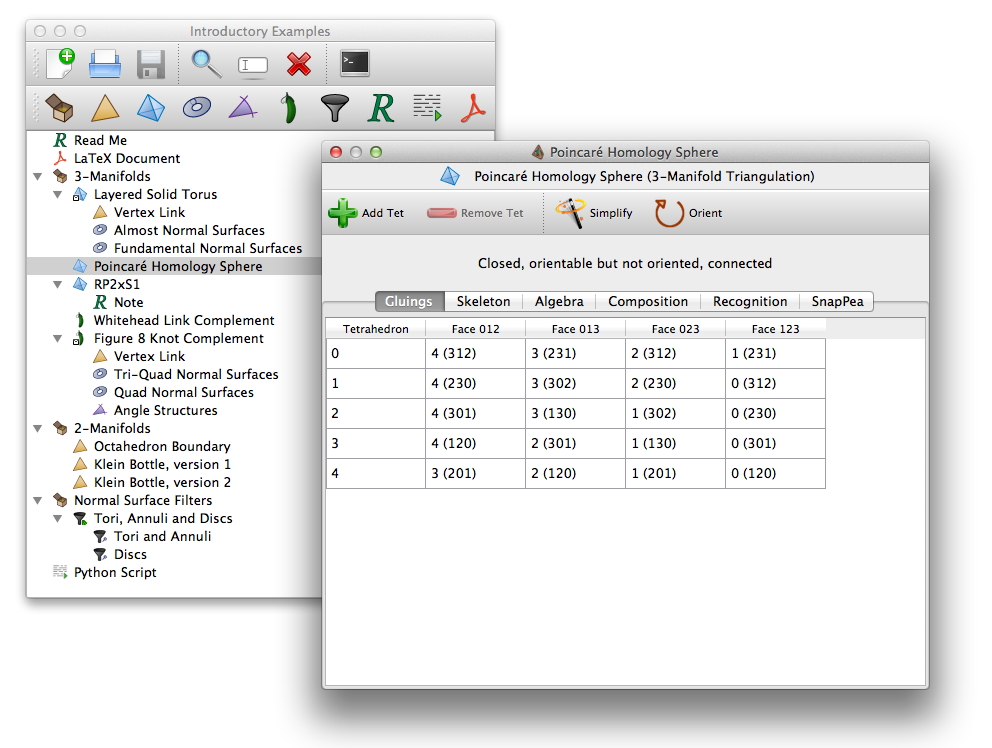 Introductory Examples
Read Me
LaTeX Document
3-Manifolds
Layered Solid Torus
Vertex Link
Almost Normal Surfaces
Fundamental Normal Surfaces
Poincaré Homology Sphere
RP2xS1
Note
Whitehead Link Complement
Figure 8 Knot Complement
Vertex Link
Tri-Quad Normal Surfaces
Quad Normal Surfaces
Angle Structures
2-Manifolds
Octahedron Boundary
Klein Bottle, version 1
Klein Bottle, version 2
Normal Surface Filters
Tori, Annuli and Discs
Tori and Annuli
Discs
Python Script
Poincaré Homology Sphere
Poincaré Homology Sphere (3-Manifold Triangulation)
Add Tet Remove Tet Simplify Orient
Closed, orientable but not oriented, connected
Gluings Skeleton Algebra Composition Recognition SnapPea
Tetrahedron Face 012 Face 013 Face 023 Face 123
0 4 (312) 3 (231) 2 (312) 1 (231)
1 4 (230) 3 (302) 2 (230) 0 (312)
2 4 (301) 3 (130) 1 (302) 0 (230)
3 4 (120) 2 (301) 1 (130) 0 (301)
4 3 (201) 2 (120) 1 (201) 0 (120)